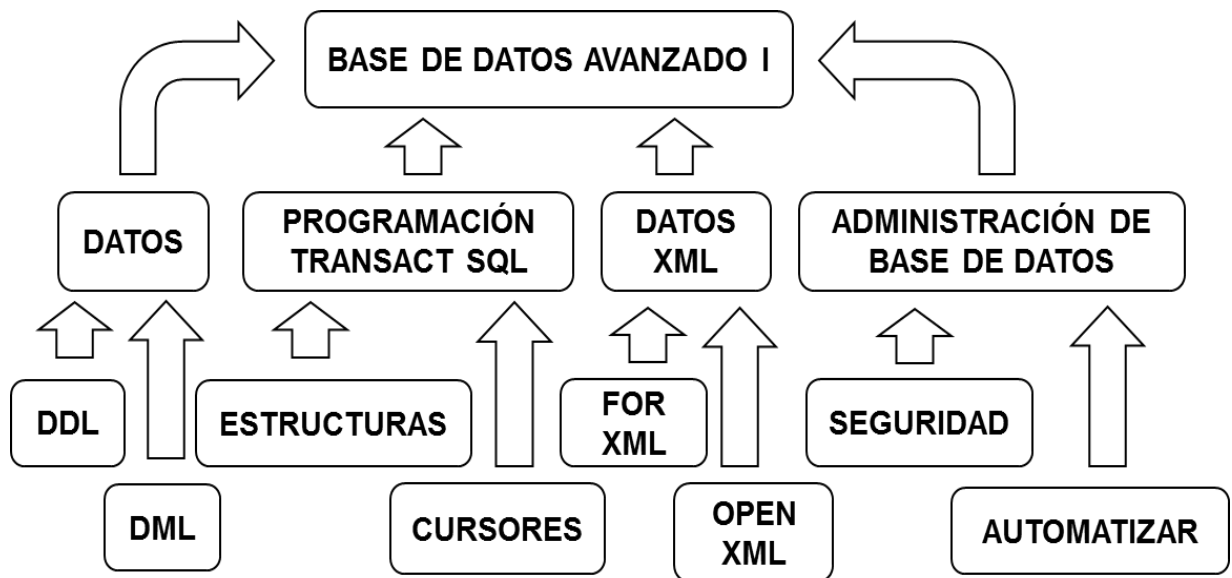 BASE DE DATOS AVANZADO I
DATOS
PROGRAMACIÓN
TRANSACT SQL
DATOS
XML
ADMINISTRACIÓN DE
BASE DE DATOS
DDL
ESTRUCTURAS
FOR
XML
SEGURIDAD
DML
CURSORES
OPEN
XML
AUTOMATIZAR